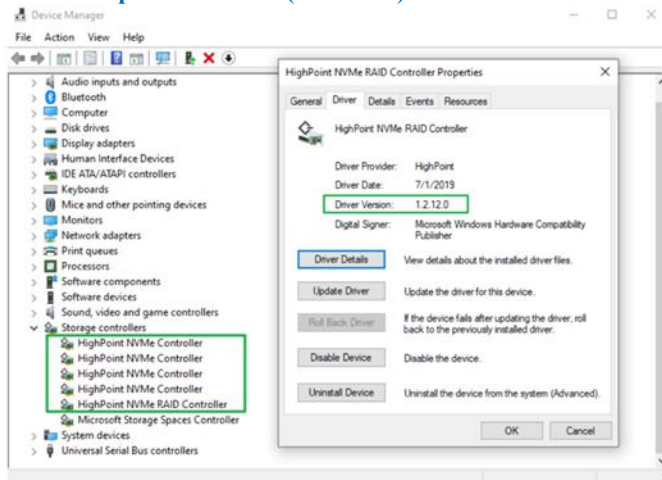 Device Manager
File Action View Help
Audio inputs and outputs
Bluetooth
Computer
Disk drives
Display adapters
Human Interface Devices
IDE ATA/ATAPI controllers
Keyboards
Mice and other pointing devices
Monitors
Network adapters
Print queues
Processors
Software components
Software devices
Sound, video and game controllers
Storage controllers
HighPoint NVMe Controller
HighPoint NVMe Controller
HighPoint NVMe Controller
HighPoint NVMe Controller
HighPoint NVMe RAID Controller
Microsoft Storage Spaces Controller
System devices
Universal Serial Bus controllers
HighPoint NVMe RAID Controller Properties
General Driver Details Events Resources
HighPoint NVMe RAID Controller
Driver Provider: HighPoint
Driver Date: 7/1/2019
Driver Version: 1.2.12.0
Digital Signer: Microsoft Windows Hardware Compatibility
Publisher
Driver Details View details about the installed driver files.
Update Driver Update the driver for this device.
Roll Back Driver If the device fails after updating the driver, roll
back to the previously installed driver.
Disable Device Disable the device.
Uninstall Device Uninstall the device from the system (Advanced).
OK Cancel